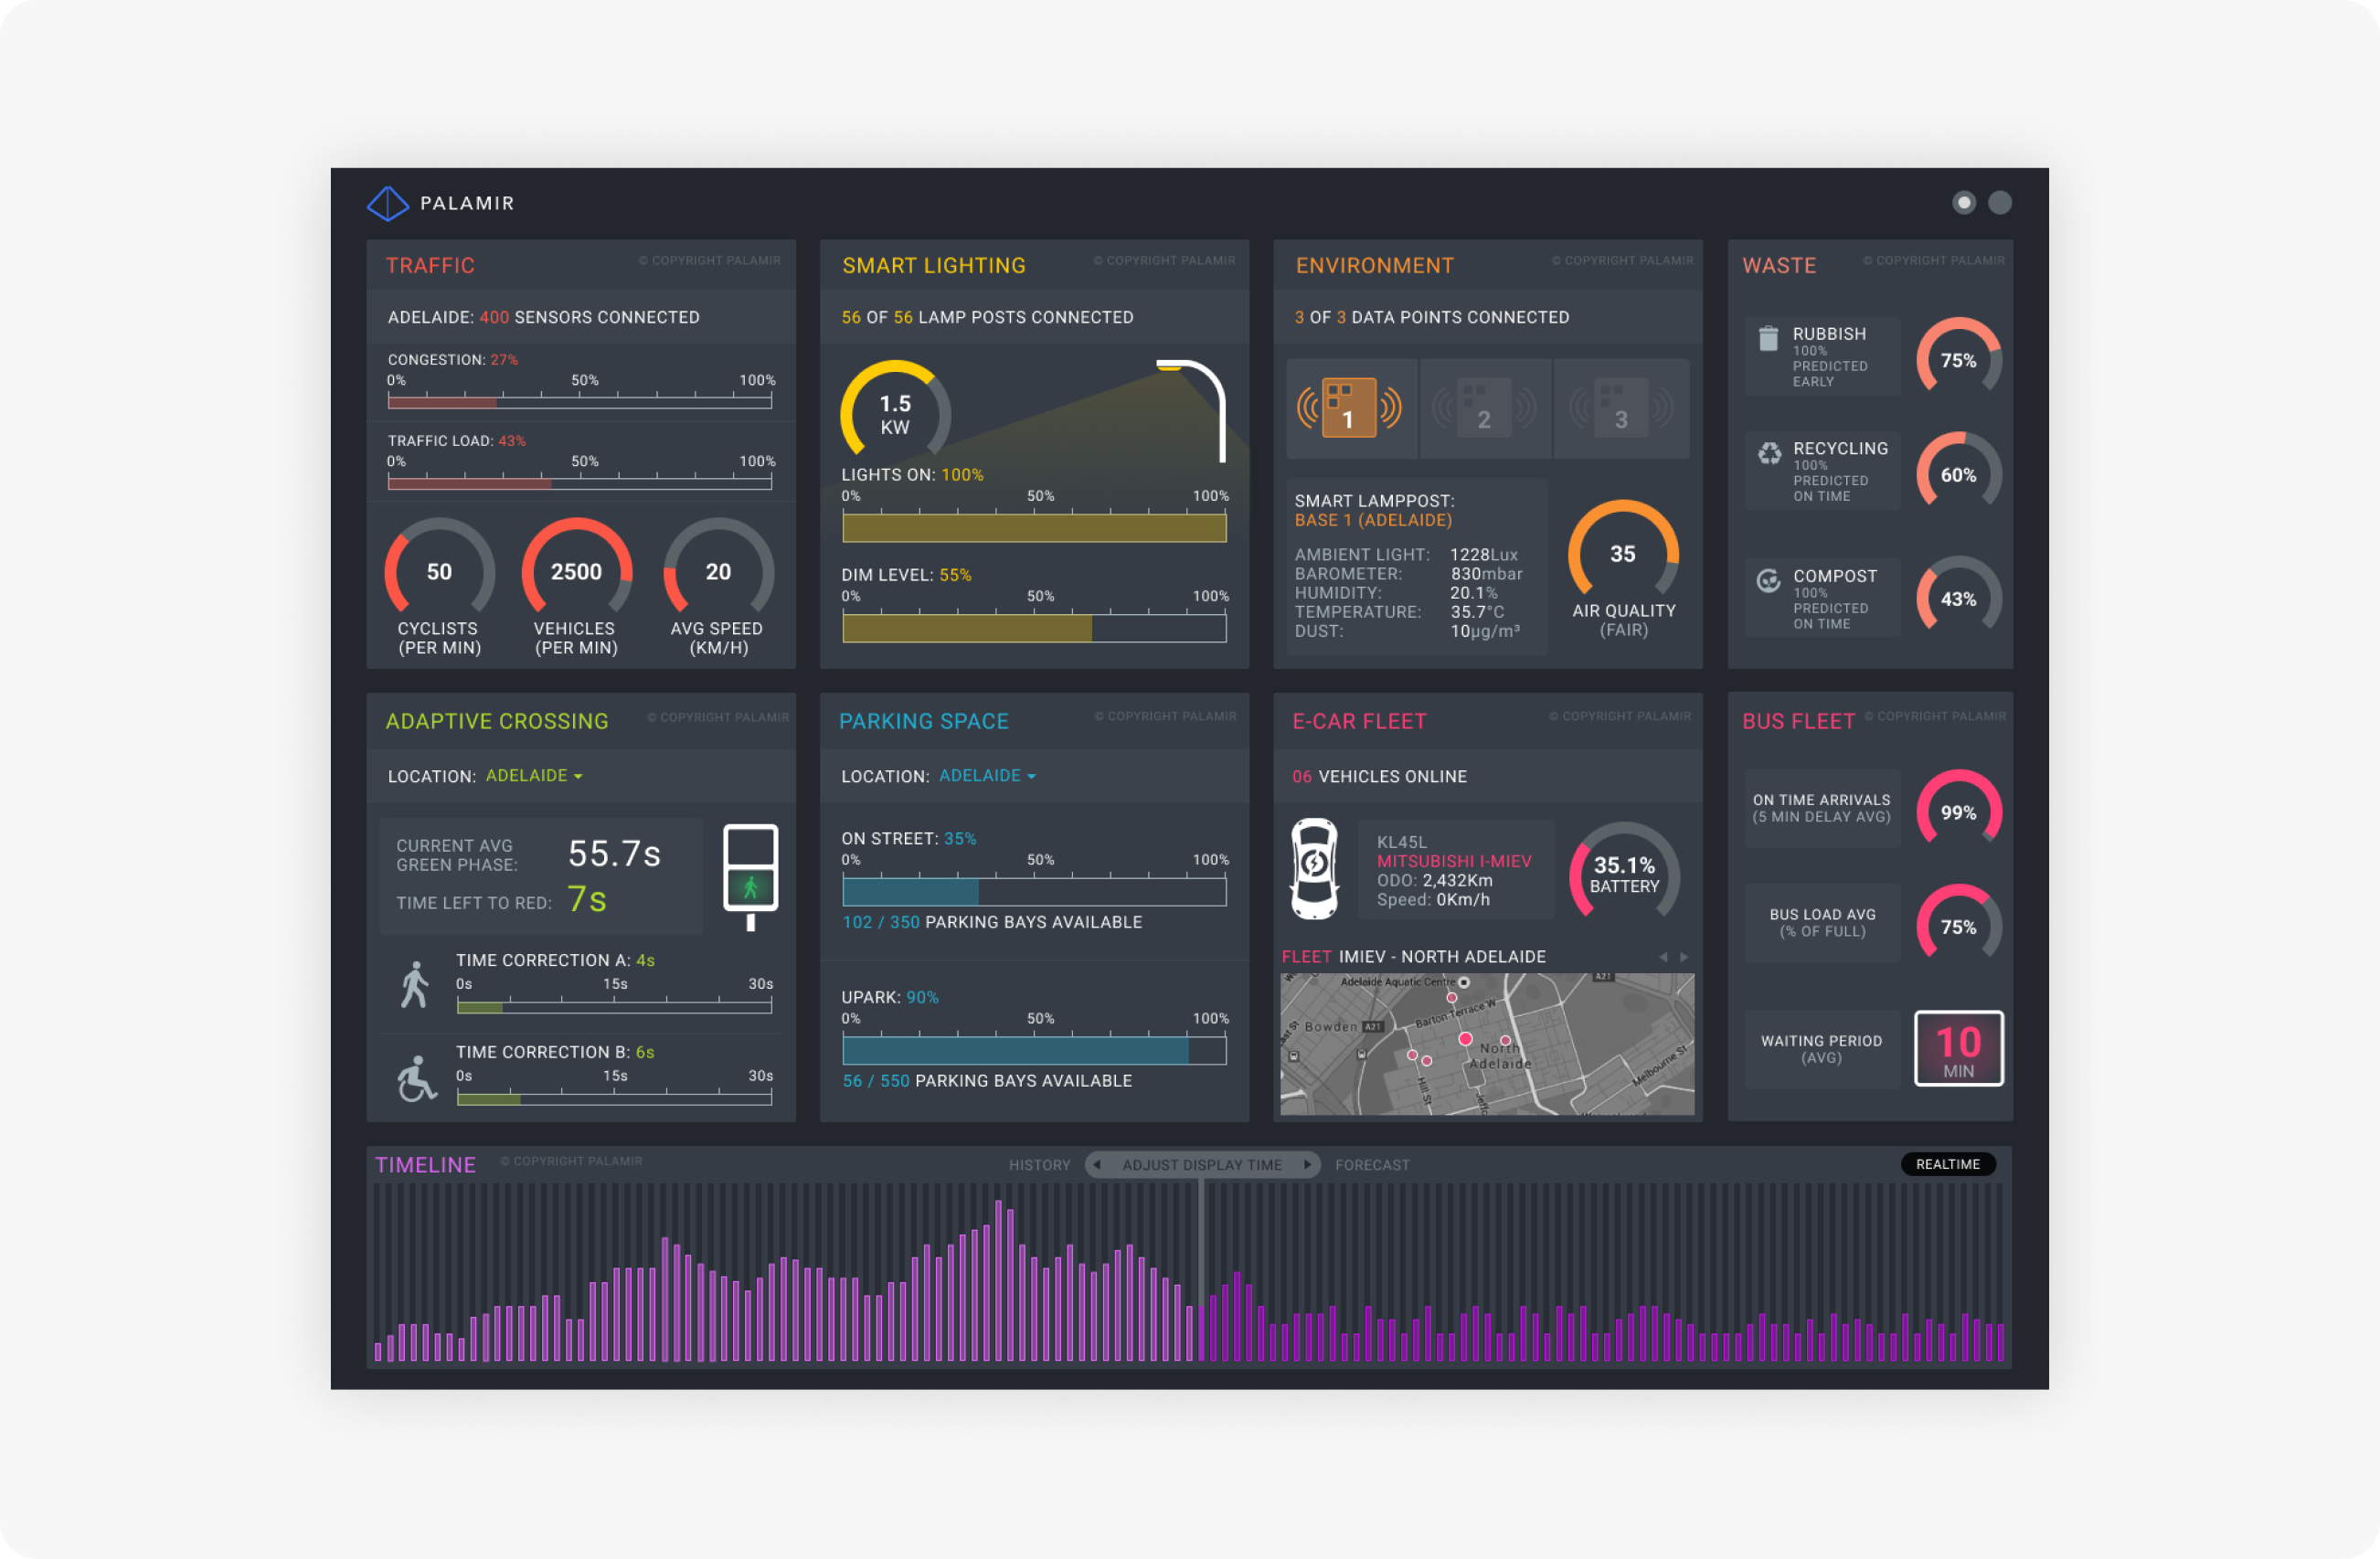 PALAMIR
TRAFFIC
© COPYRIGHT PALAMIR
ADELAIDE: 400 SENSORS CONNECTED
CONGESTION: 27%
0% 50% 100%
TRAFFIC LOAD: 43%
0% 50% 100%
50
CYCLISTS
(PER MIN)
2500
VEHICLES
(PER MIN)
20
AVG SPEED
(KM/H)
SMART LIGHTING
© COPYRIGHT PALAMIR
56 OF 56 LAMP POSTS CONNECTED
1.5
KW
LIGHTS ON: 100%
0% 50% 100%
DIM LEVEL: 55%
0% 50% 100%
ENVIRONMENT
© COPYRIGHT PALAMIR
3 OF 3 DATA POINTS CONNECTED
1
2
3
SMART LAMPPOST:
BASE 1 (ADELAIDE)
AMBIENT LIGHT: 1228Lux
BAROMETER: 830mbar
HUMIDITY: 20.1%
TEMPERATURE: 35.7°C
DUST: 10µg/m³
35
AIR QUALITY
(FAIR)
WASTE
© COPYRIGHT PALAMIR
RUBBISH
100%
PREDICTED
EARLY
75%
RECYCLING
100%
PREDICTED
ON TIME
60%
COMPOST
100%
PREDICTED
ON TIME
43%
ADAPTIVE CROSSING
© COPYRIGHT PALAMIR
LOCATION: ADELAIDE
CURRENT AVG
GREEN PHASE:
55.7s
TIME LEFT TO RED: 7s
TIME CORRECTION A: 4s
0s 15s 30s
TIME CORRECTION B: 6s
0s 15s 30s
PARKING SPACE
© COPYRIGHT PALAMIR
LOCATION: ADELAIDE
ON STREET: 35%
0% 50% 100%
102 / 350 PARKING BAYS AVAILABLE
UPARK: 90%
0% 50% 100%
56 / 550 PARKING BAYS AVAILABLE
E-CAR FLEET
© COPYRIGHT PALAMIR
06 VEHICLES ONLINE
KL45L
MITSUBISHI I-MIEV
ODO: 2,432Km
Speed: 0Km/h
35.1%
BATTERY
FLEET IMIEV - NORTH ADELAIDE
Adelaide Aquatic Centre
A21
Barton Terrace W
Bowden A21
North
Adelaide
Hill St
Melbourne St
BUS FLEET
© COPYRIGHT PALAMIR
ON TIME ARRIVALS
(5 MIN DELAY AVG)
99%
BUS LOAD AVG
(% OF FULL)
75%
WAITING PERIOD
(AVG)
10
MIN
TIMELINE
© COPYRIGHT PALAMIR
HISTORY
ADJUST DISPLAY TIME
FORECAST
REALTIME